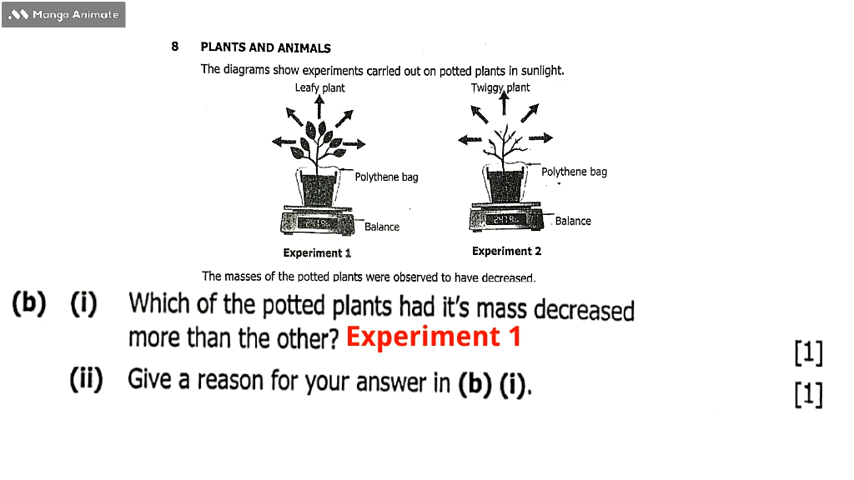 Manga Animate
8 PLANTS AND ANIMALS
The diagrams show experiments carried out on potted plants in sunlight.
Leafy plant
Twiggy plant
Polythene bag
Polythene bag
Balance
Balance
Experiment 1
Experiment 2
The masses of the potted plants were observed to have decreased.
(b) (i) Which of the potted plants had it's mass decreased
more than the other? Experiment 1
[1]
(ii) Give a reason for your answer in (b) (i).
[1]